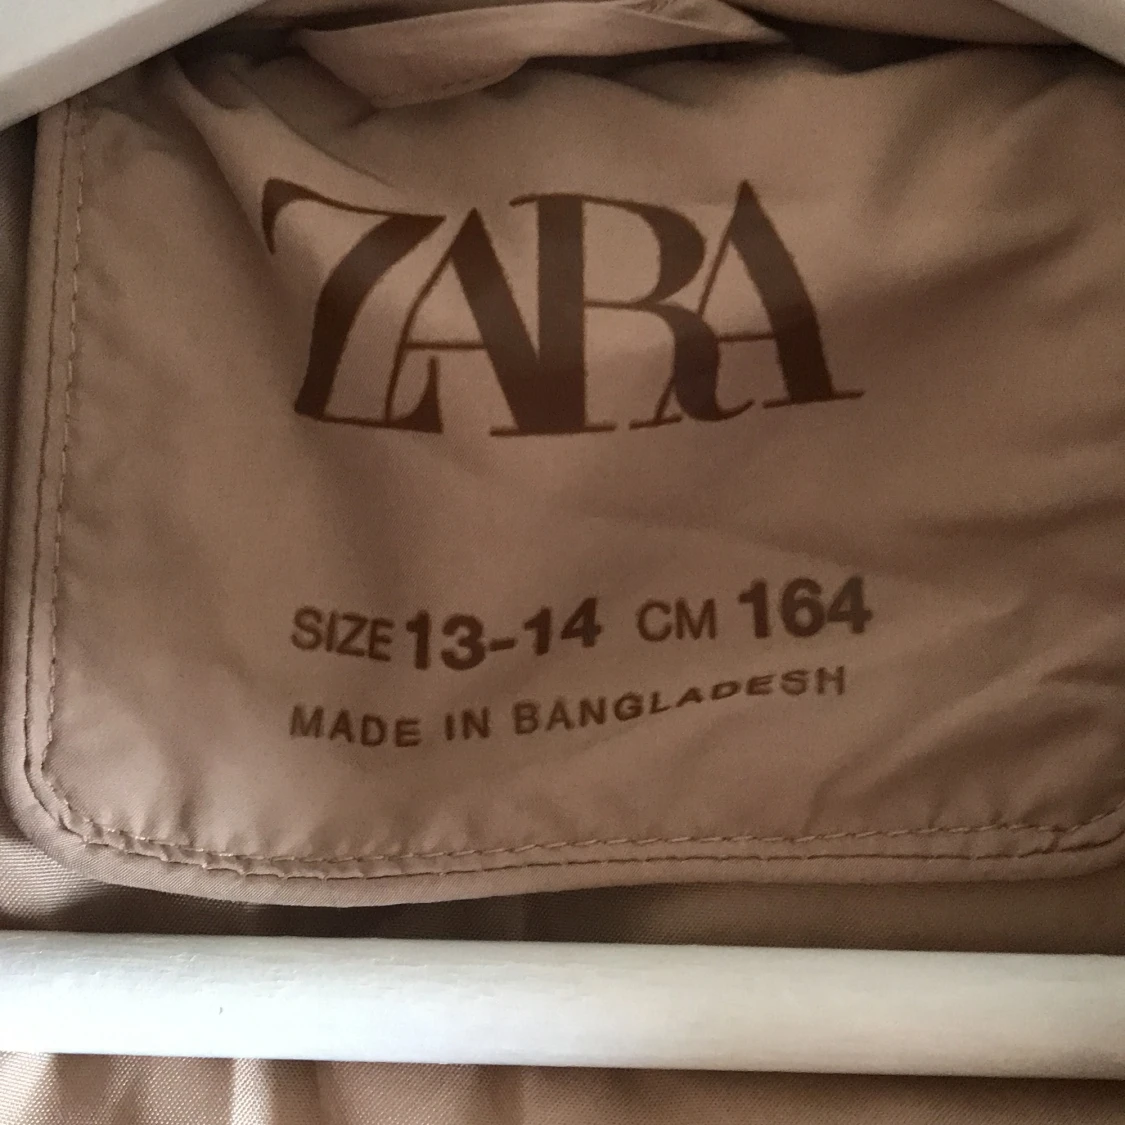 ZARA
SIZE 13-14 CM 164
MADE IN BANGLADESH